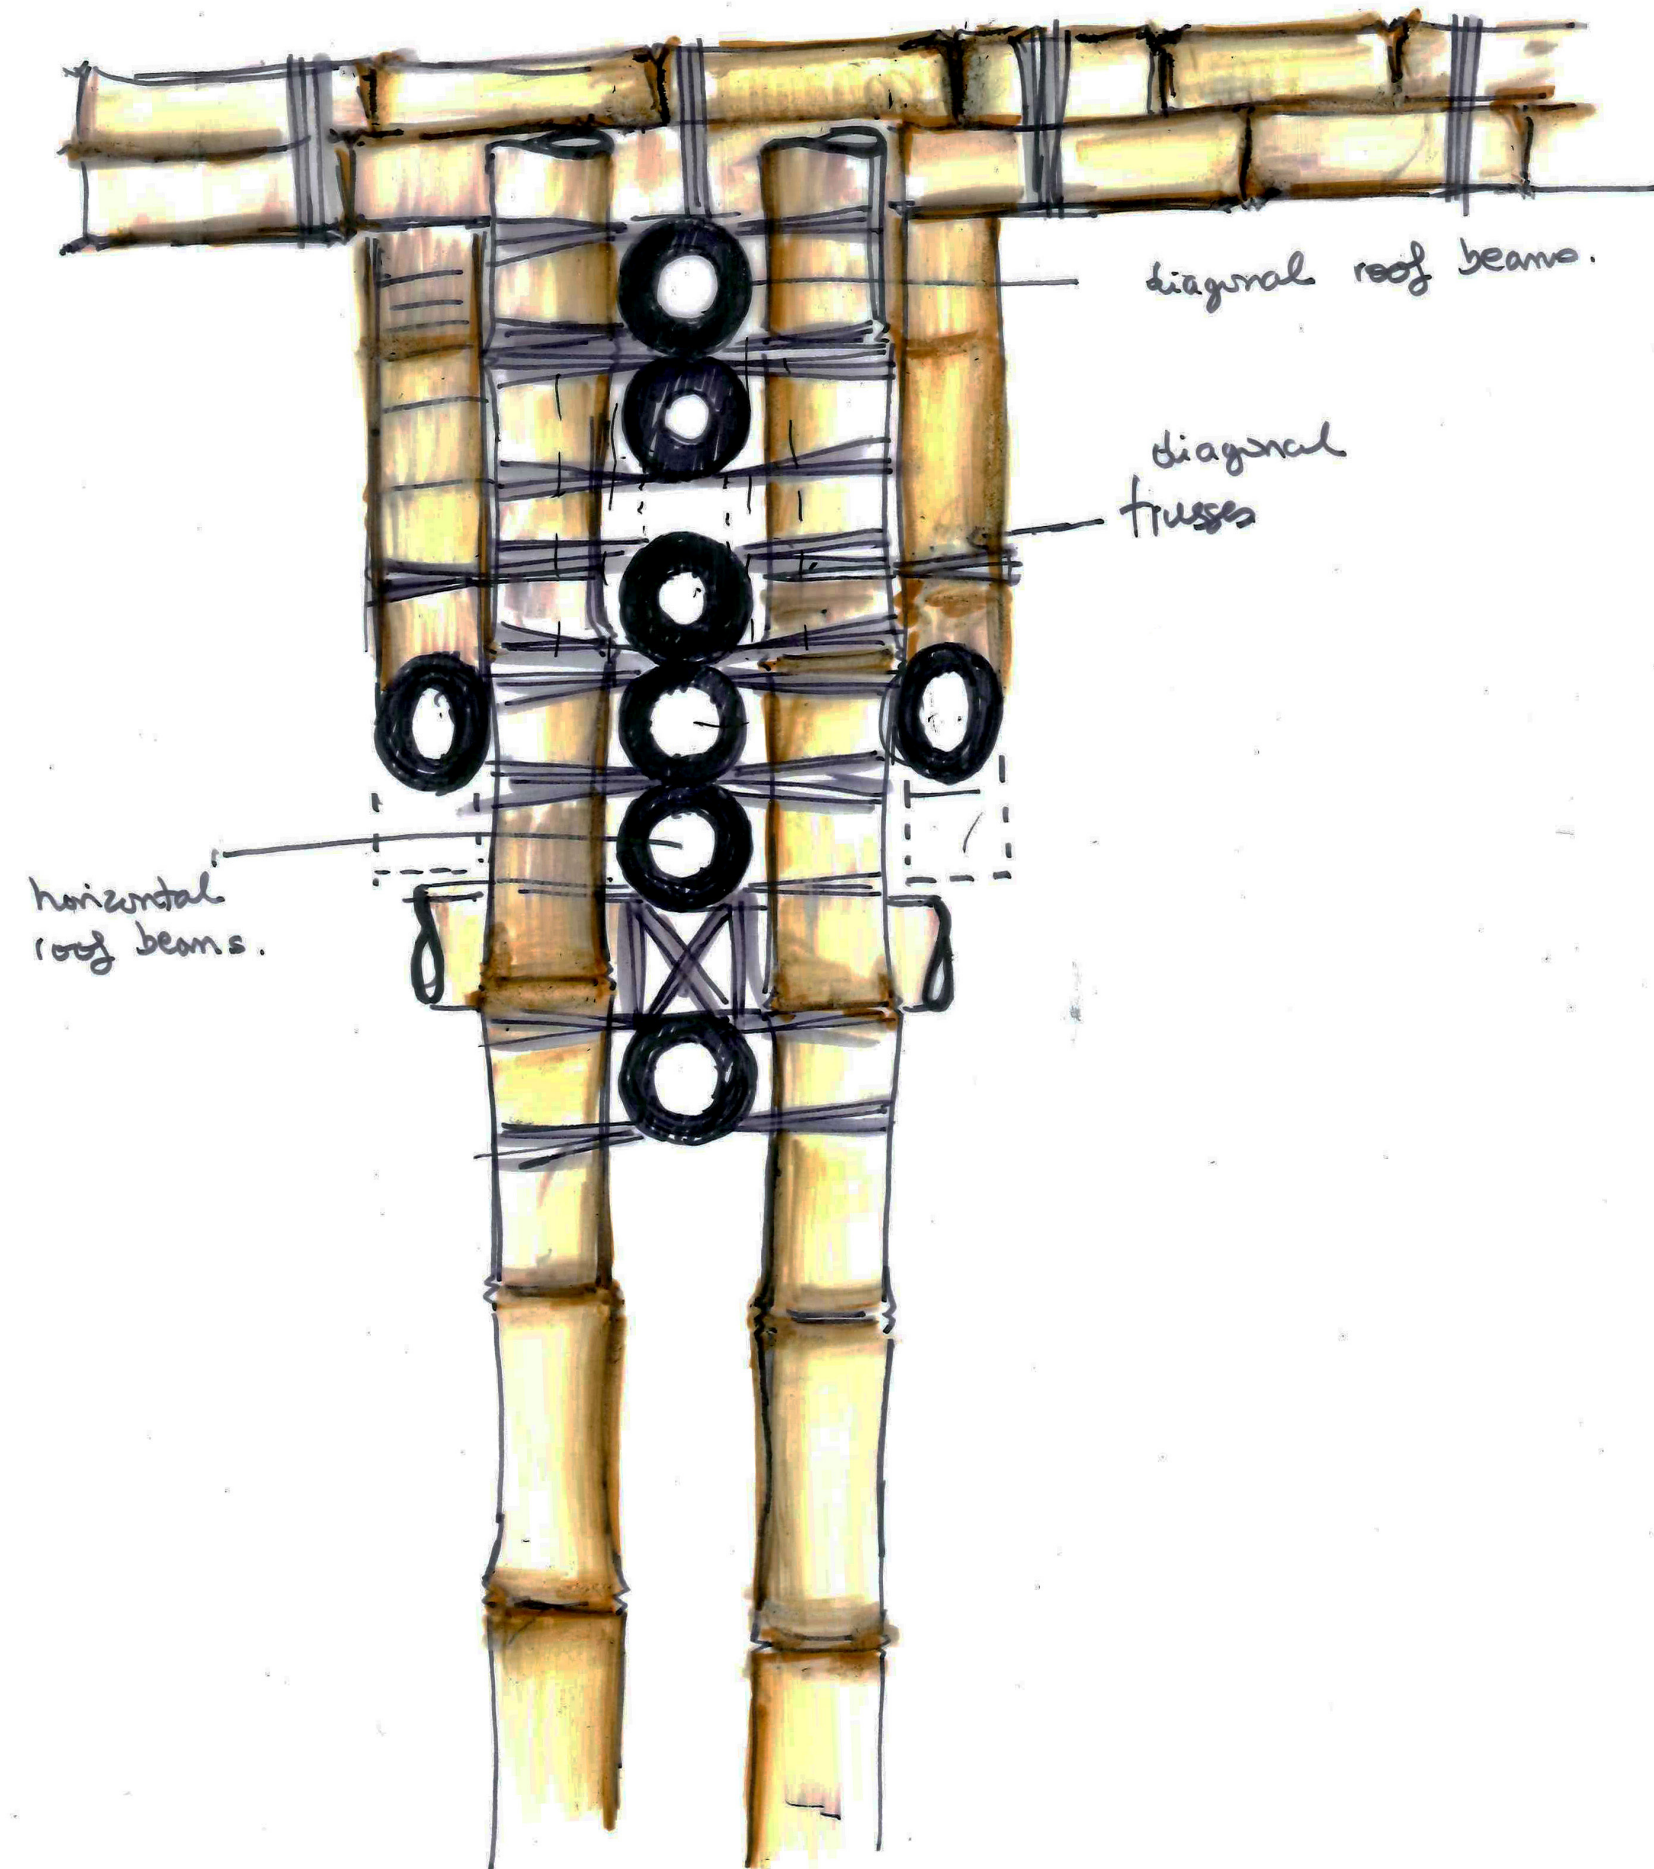 diagonal roof beams.
diagonal
trusses
horizontal
roof beams.